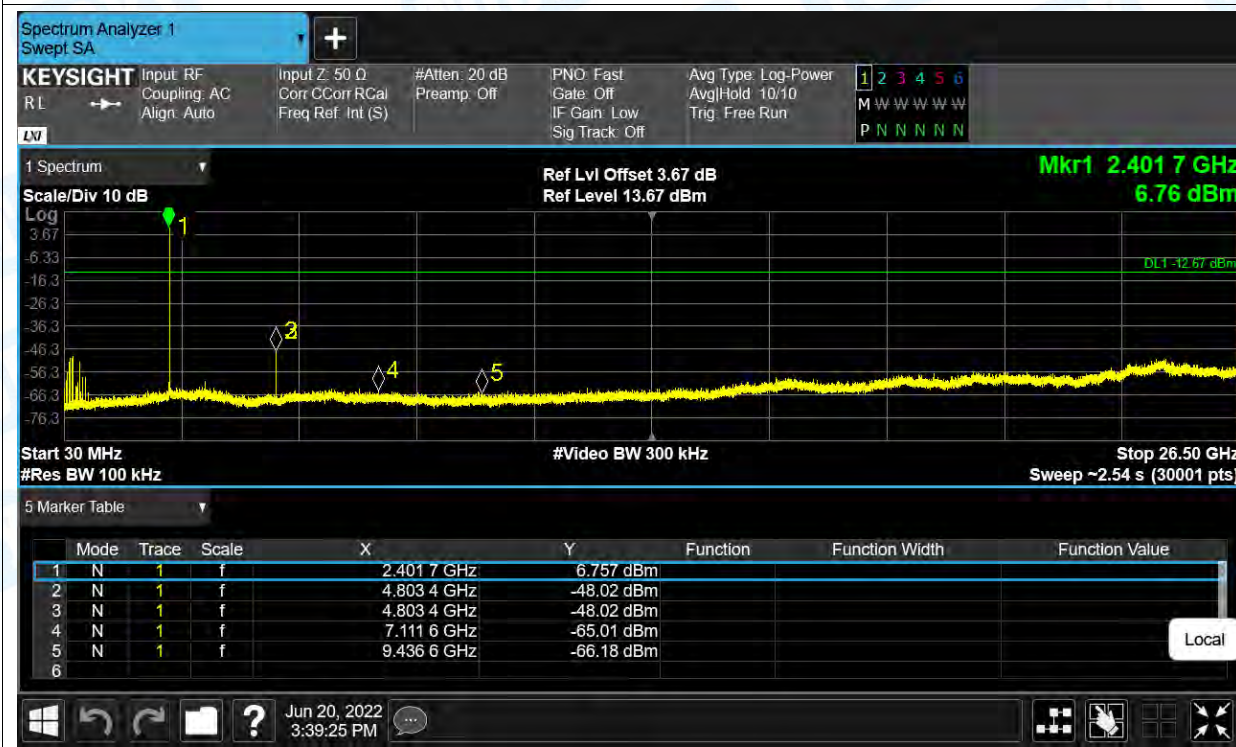 Spectrum Analyzer 1
Swept SA
+
KEYSIGHT Input: RF Input Z: 50 Ω #Atten: 20 dB PNO: Fast Avg Type: Log-Power 1 2 3 4 5 6
RL Coupling: AC Corr CCorr RCal Preamp: Off Gate: Off Avg|Hold: 10/10 M W W W W W W
Align: Auto Freq Ref: Int (S) IF Gain: Low Trig: Free Run
LXI Sig Track: Off P N N N N N N
1 Spectrum Ref Lvl Offset 3.67 dB Mkr1 2.401 7 GHz
Scale/Div 10 dB Ref Level 13.67 dBm 6.76 dBm
Log
1
3.67
-6.33
DL1 -12.67 dBm
-16.3
-26.3
-36.3
3
-46.3
-56.3
4 5
-66.3
-76.3
Start 30 MHz #Video BW 300 kHz Stop 26.50 GHz
#Res BW 100 kHz Sweep ~2.54 s (30001 pts)
5 Marker Table
Mode Trace Scale X Y Function Function Width Function Value
1 N 1 f 2.401 7 GHz 6.757 dBm
2 N 1 f 4.803 4 GHz -48.02 dBm
3 N 1 f 4.803 4 GHz -48.02 dBm
4 N 1 f 7.111 6 GHz -65.01 dBm
5 N 1 f 9.436 6 GHz -66.18 dBm
6
Local
? Jun 20, 2022
3:39:25 PM